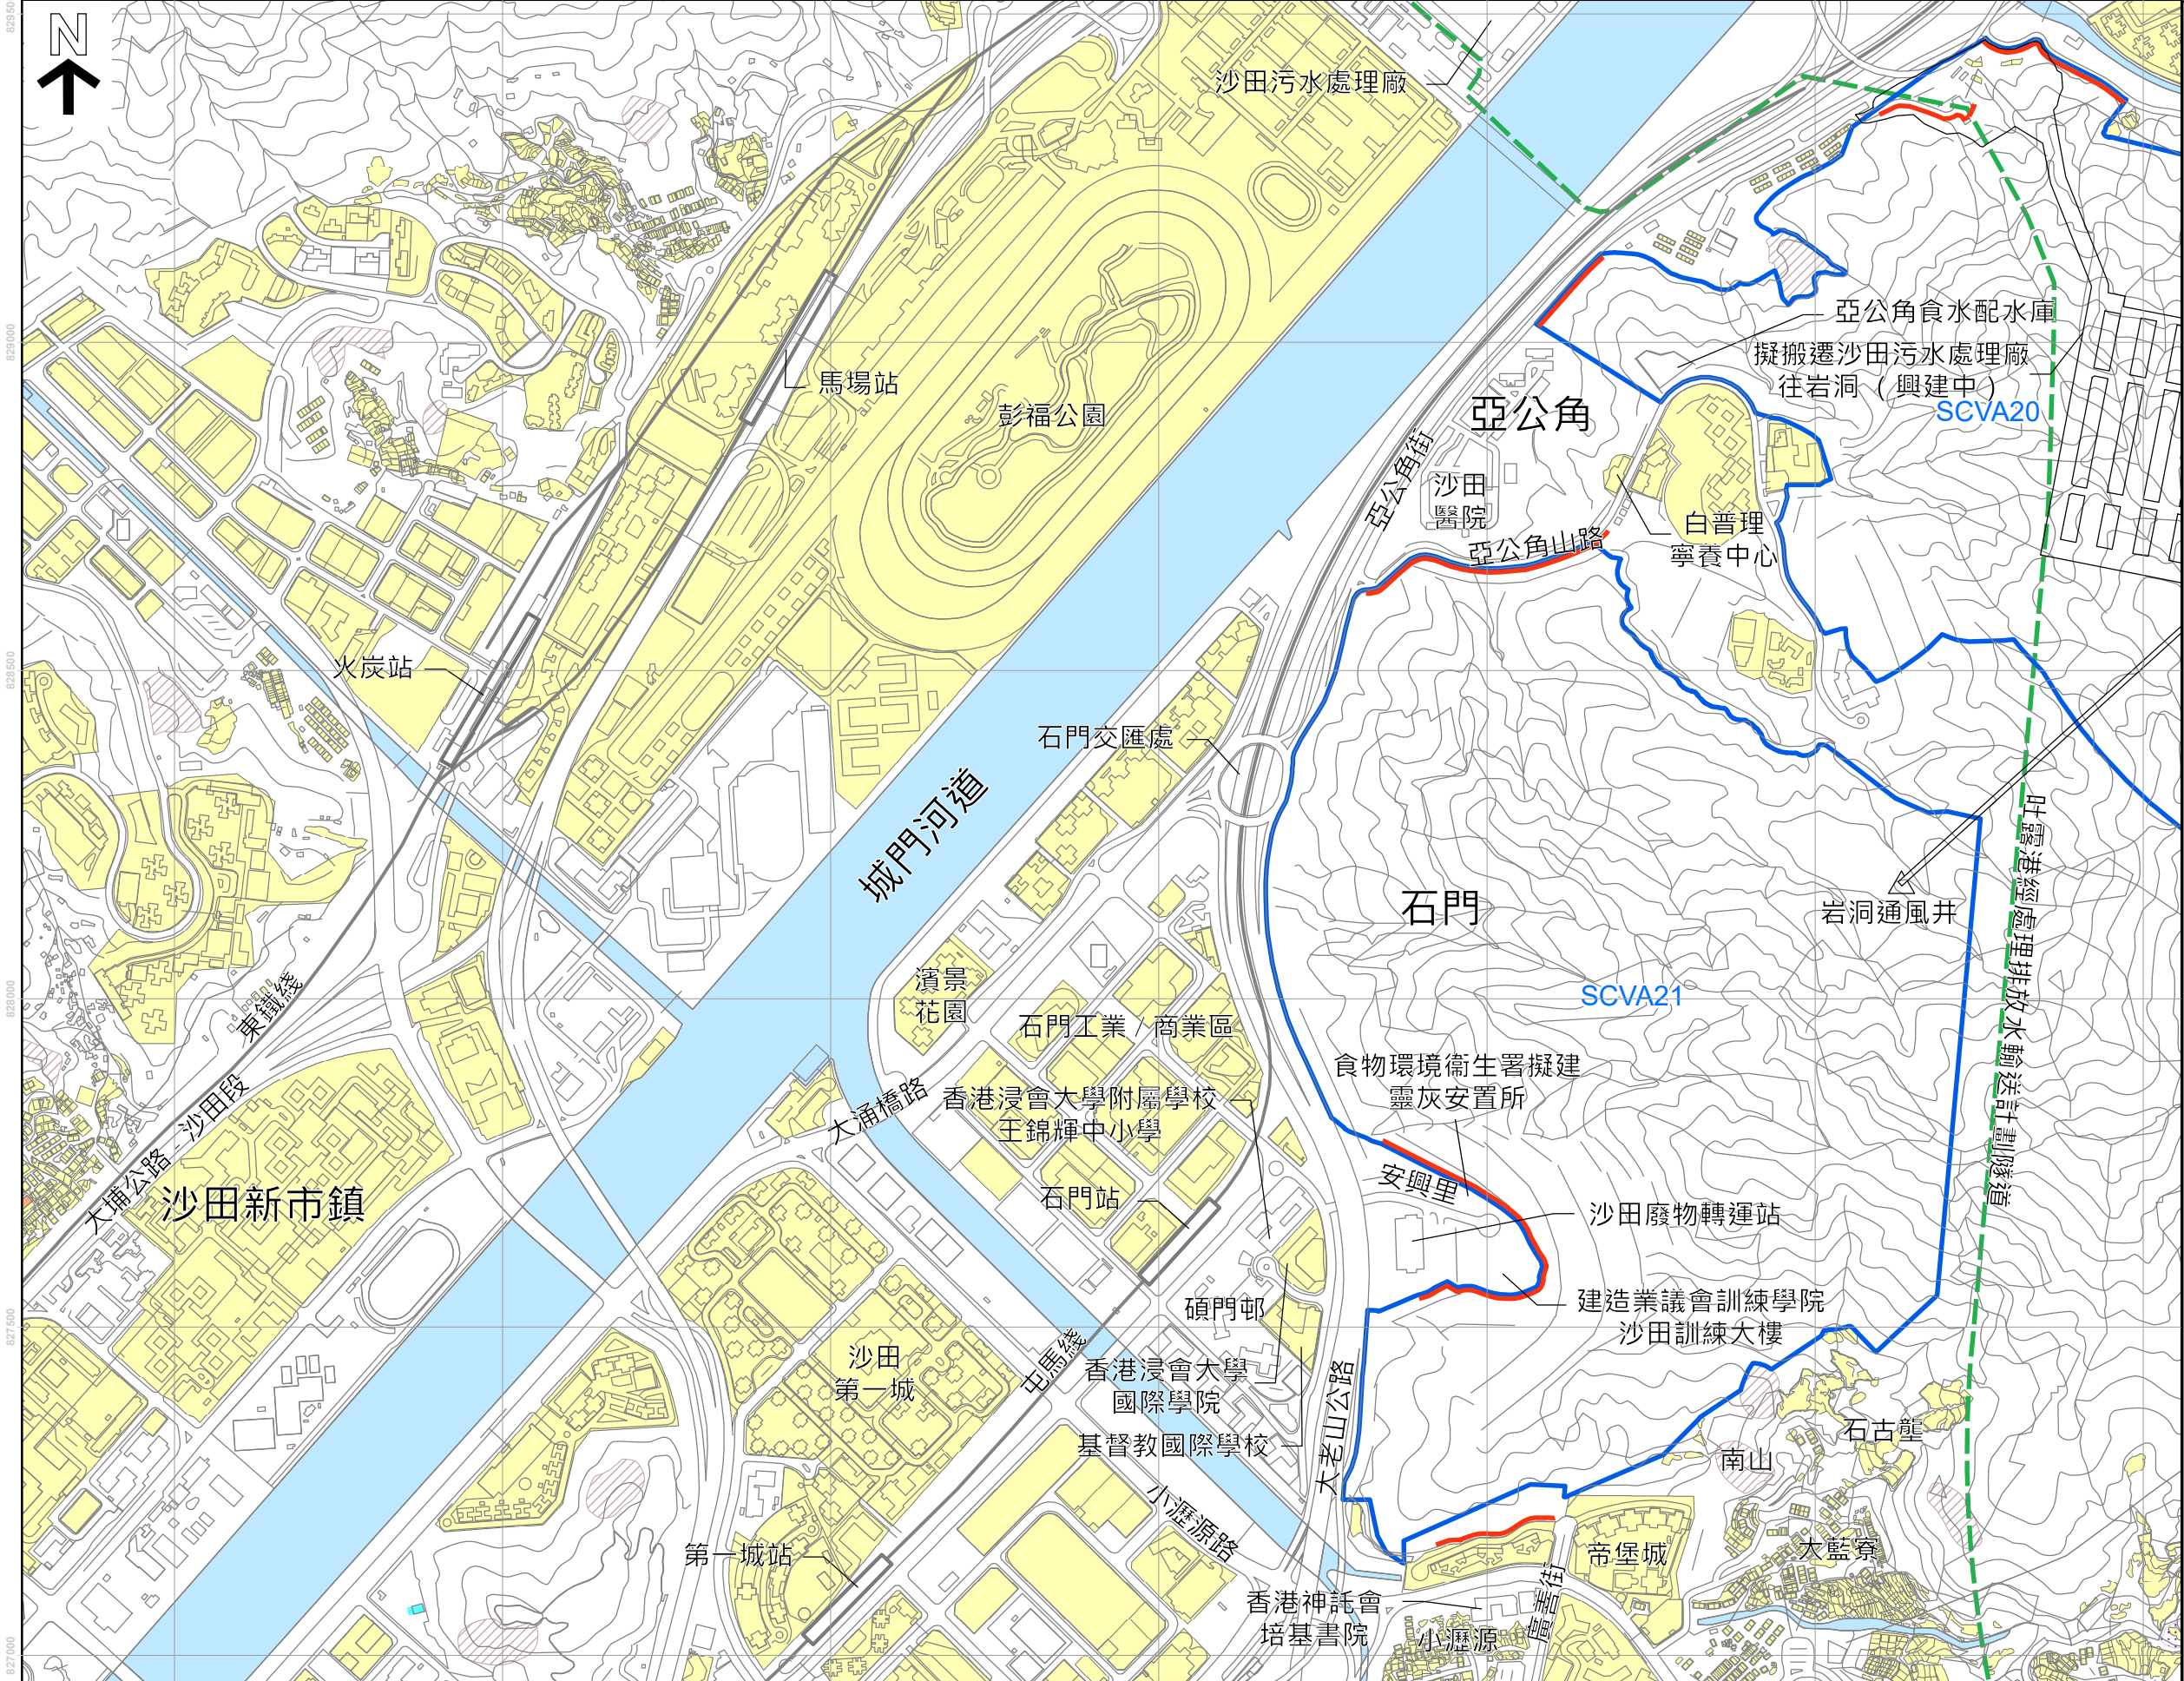 N
829500
829000
828500
828000
827500
827000
沙田污水處理廠
馬場站
彭福公園
亞公角食水配水庫
擬搬遷沙田污水處理廠
往岩洞 ( 興建中 )
SCVA20
亞公角
亞公角街
沙田
醫院
亞公角山路
白普理
寧養中心
火炭站
石門交匯處
城門河道
吐露港經處理排放水輸送計劃隧道
石門
岩洞通風井
濱景
花園
東鐵綫
SCVA21
石門工業 / 商業區
食物環境衞生署擬建
靈灰安置所
大埔公路 - 沙田段
大涌橋路
香港浸會大學附屬學校
王錦輝中小學
安興里
沙田新市鎮
石門站
沙田廢物轉運站
碩門邨
建造業議會訓練學院
沙田訓練大樓
沙田
第一城
屯馬綫
香港浸會大學
國際學院
大老山公路
基督教國際學校
石古壟
南山
小瀝源路
第一城站
帝堡城
大藍寮
香港神託會
培基書院
小瀝源
廣善街